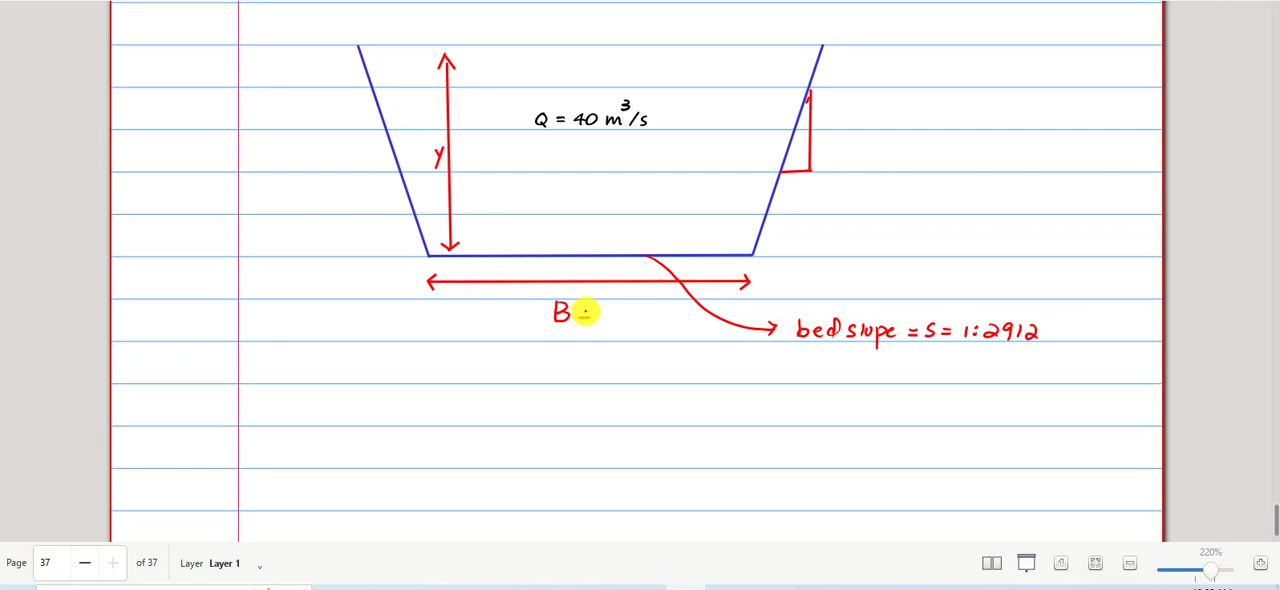 Q = 40 m³/s
y
B =
bed slope = S = 1:2912
Page 37 of 37 Layer Layer 1
220%